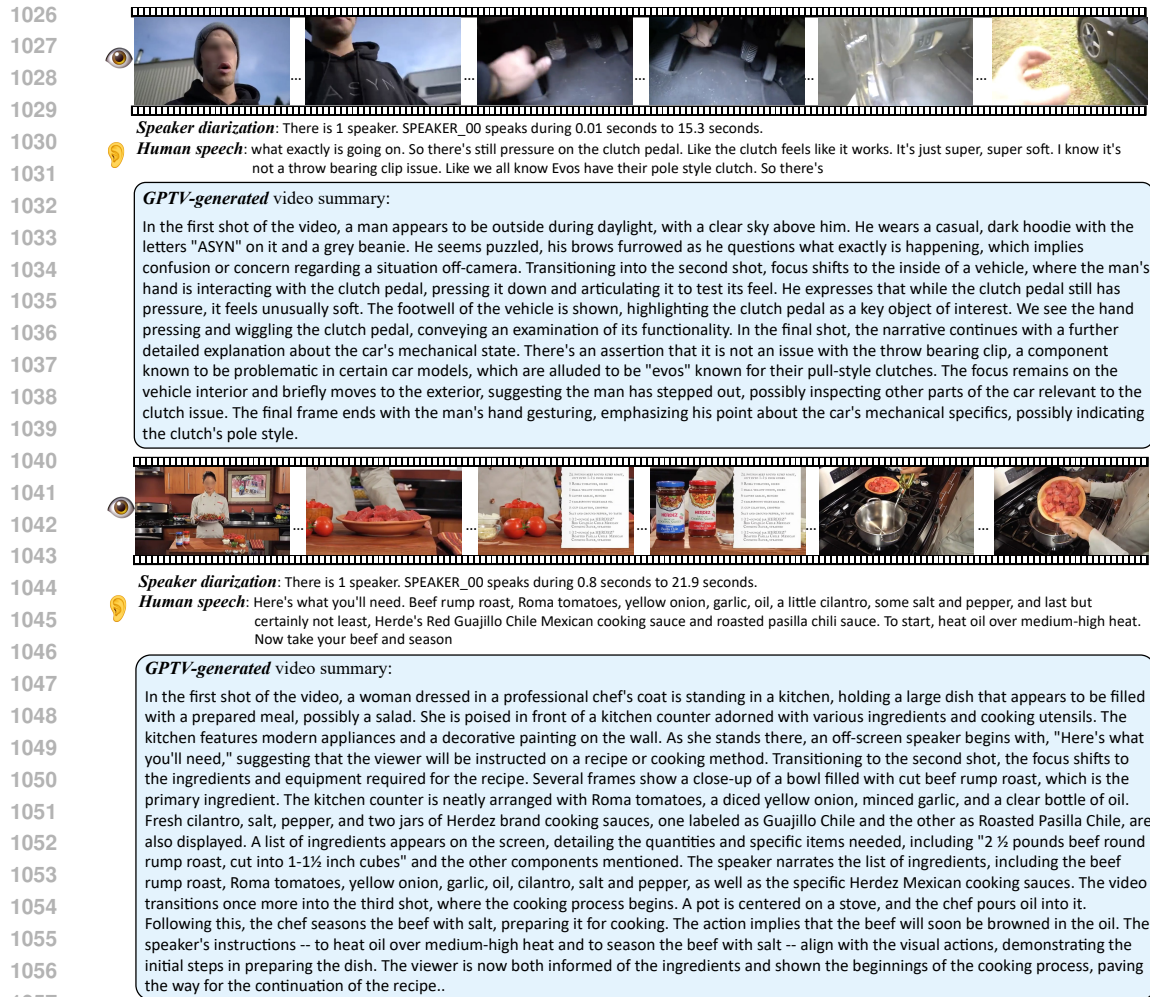 1026
1027
1028
1029
1030
1031
1032
1033
1034
1035
1036
1037
1038
1039
1040
1041
1042
1043
1044
1045
1046
1047
1048
1049
1050
1051
1052
1053
1054
1055
1056
ASYN
... ... ... ... ...
Speaker diarization: There is 1 speaker. SPEAKER_00 speaks during 0.01 seconds to 15.3 seconds.
Human speech: what exactly is going on. So there's still pressure on the clutch pedal. Like the clutch feels like it works. It's just super, super soft. I know it's
not a throw bearing clip issue. Like we all know Evos have their pole style clutch. So there's
GPTV-generated video summary:
In the first shot of the video, a man appears to be outside during daylight, with a clear sky above him. He wears a casual, dark hoodie with the
letters "ASYN" on it and a grey beanie. He seems puzzled, his brows furrowed as he questions what exactly is happening, which implies
confusion or concern regarding a situation off-camera. Transitioning into the second shot, focus shifts to the inside of a vehicle, where the man's
hand is interacting with the clutch pedal, pressing it down and articulating it to test its feel. He expresses that while the clutch pedal still has
pressure, it feels unusually soft. The footwell of the vehicle is shown, highlighting the clutch pedal as a key object of interest. We see the hand
pressing and wiggling the clutch pedal, conveying an examination of its functionality. In the final shot, the narrative continues with a further
detailed explanation about the car's mechanical state. There's an assertion that it is not an issue with the throw bearing clip, a component
known to be problematic in certain car models, which are alluded to be "evos" known for their pull-style clutches. The focus remains on the
vehicle interior and briefly moves to the exterior, suggesting the man has stepped out, possibly inspecting other parts of the car relevant to the
clutch issue. The final frame ends with the man's hand gesturing, emphasizing his point about the car's mechanical specifics, possibly indicating
the clutch's pole style.
HERDEZ HERDEZ
... ... ... ... ...
Speaker diarization: There is 1 speaker. SPEAKER_00 speaks during 0.8 seconds to 21.9 seconds.
Human speech: Here's what you'll need. Beef rump roast, Roma tomatoes, yellow onion, garlic, oil, a little cilantro, some salt and pepper, and last but
certainly not least, Herde's Red Guajillo Chile Mexican cooking sauce and roasted pasilla chili sauce. To start, heat oil over medium-high heat.
Now take your beef and season
GPTV-generated video summary:
In the first shot of the video, a woman dressed in a professional chef's coat is standing in a kitchen, holding a large dish that appears to be filled
with a prepared meal, possibly a salad. She is poised in front of a kitchen counter adorned with various ingredients and cooking utensils. The
kitchen features modern appliances and a decorative painting on the wall. As she stands there, an off-screen speaker begins with, "Here's what
you'll need," suggesting that the viewer will be instructed on a recipe or cooking method. Transitioning to the second shot, the focus shifts to
the ingredients and equipment required for the recipe. Several frames show a close-up of a bowl filled with cut beef rump roast, which is the
primary ingredient. The kitchen counter is neatly arranged with Roma tomatoes, a diced yellow onion, minced garlic, and a clear bottle of oil.
Fresh cilantro, salt, pepper, and two jars of Herdez brand cooking sauces, one labeled as Guajillo Chile and the other as Roasted Pasilla Chile, are
also displayed. A list of ingredients appears on the screen, detailing the quantities and specific items needed, including "2 ½ pounds beef round
rump roast, cut into 1-1½ inch cubes" and the other components mentioned. The speaker narrates the list of ingredients, including the beef
rump roast, Roma tomatoes, yellow onion, garlic, oil, cilantro, salt and pepper, as well as the specific Herdez Mexican cooking sauces. The video
transitions once more into the third shot, where the cooking process begins. A pot is centered on a stove, and the chef pours oil into it.
Following this, the chef seasons the beef with salt, preparing it for cooking. The action implies that the beef will soon be browned in the oil. The
speaker's instructions -- to heat oil over medium-high heat and to season the beef with salt -- align with the visual actions, demonstrating the
initial steps in preparing the dish. The viewer is now both informed of the ingredients and shown the beginnings of the cooking process, paving
the way for the continuation of the recipe..